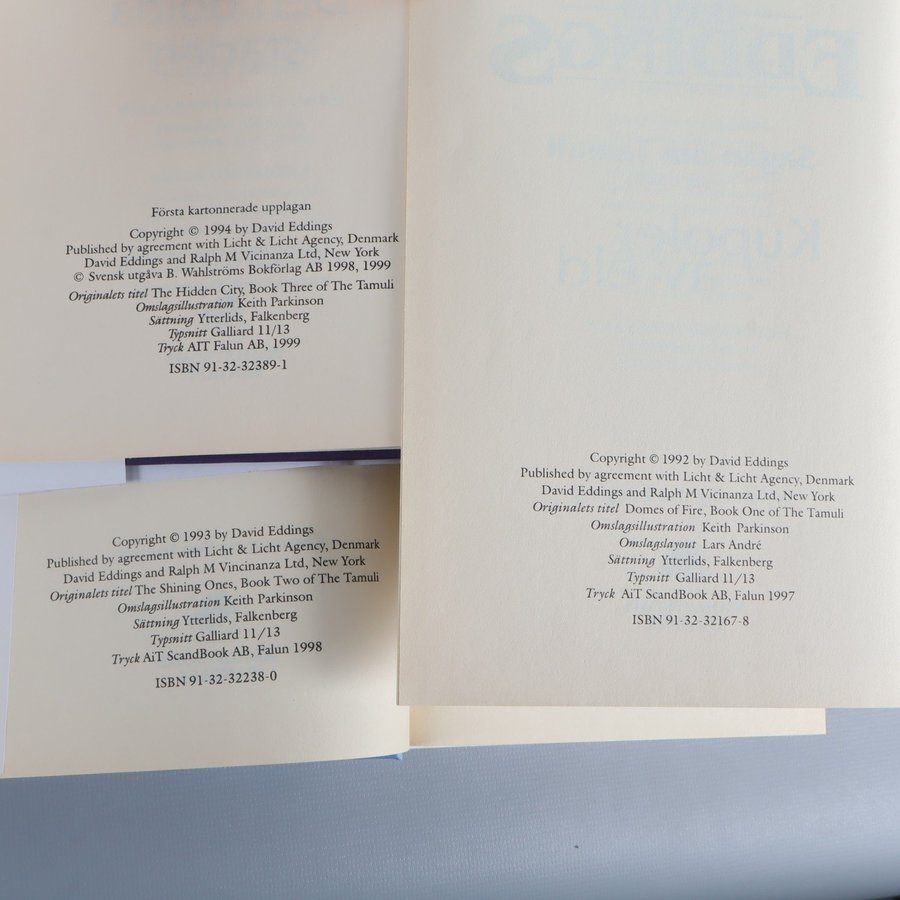 Första kartonnerade upplagan
Copyright © 1994 by David Eddings
Published by agreement with Licht & Licht Agency, Denmark
David Eddings and Ralph M Vicinanza Ltd, New York
© Svensk utgåva B. Wahlströms Bokförlag AB 1998, 1999
Originalets titel The Hidden City, Book Three of The Tamuli
Omslagsillustration Keith Parkinson
Sättning Ytterlids, Falkenberg
Typsnitt Galliard 11/13
Tryck AIT Falun AB, 1999
ISBN 91-32-32389-1
Copyright © 1993 by David Eddings
Published by agreement with Licht & Licht Agency, Denmark
David Eddings and Ralph M Vincinanza Ltd, New York
Originalets titel The Shining Ones, Book Two of The Tamuli
Omslagsillustration Keith Parkinson
Sättning Ytterlids, Falkenberg
Typsnitt Galliard 11/13
Tryck AiT ScandBook AB, Falun 1998
ISBN 91-32-32238-0
EDDINGS
Copyright © 1992 by David Eddings
Published by agreement with Licht & Licht Agency, Denmark
David Eddings and Ralph M Vicinanza Ltd, New York
Originalets titel Domes of Fire, Book One of The Tamuli
Omslagsillustration Keith Parkinson
Omslagslayout Lars André
Sättning Ytterlids, Falkenberg
Typsnitt Galliard 11/13
Tryck AiT ScandBook AB, Falun 1997
ISBN 91-32-32167-8